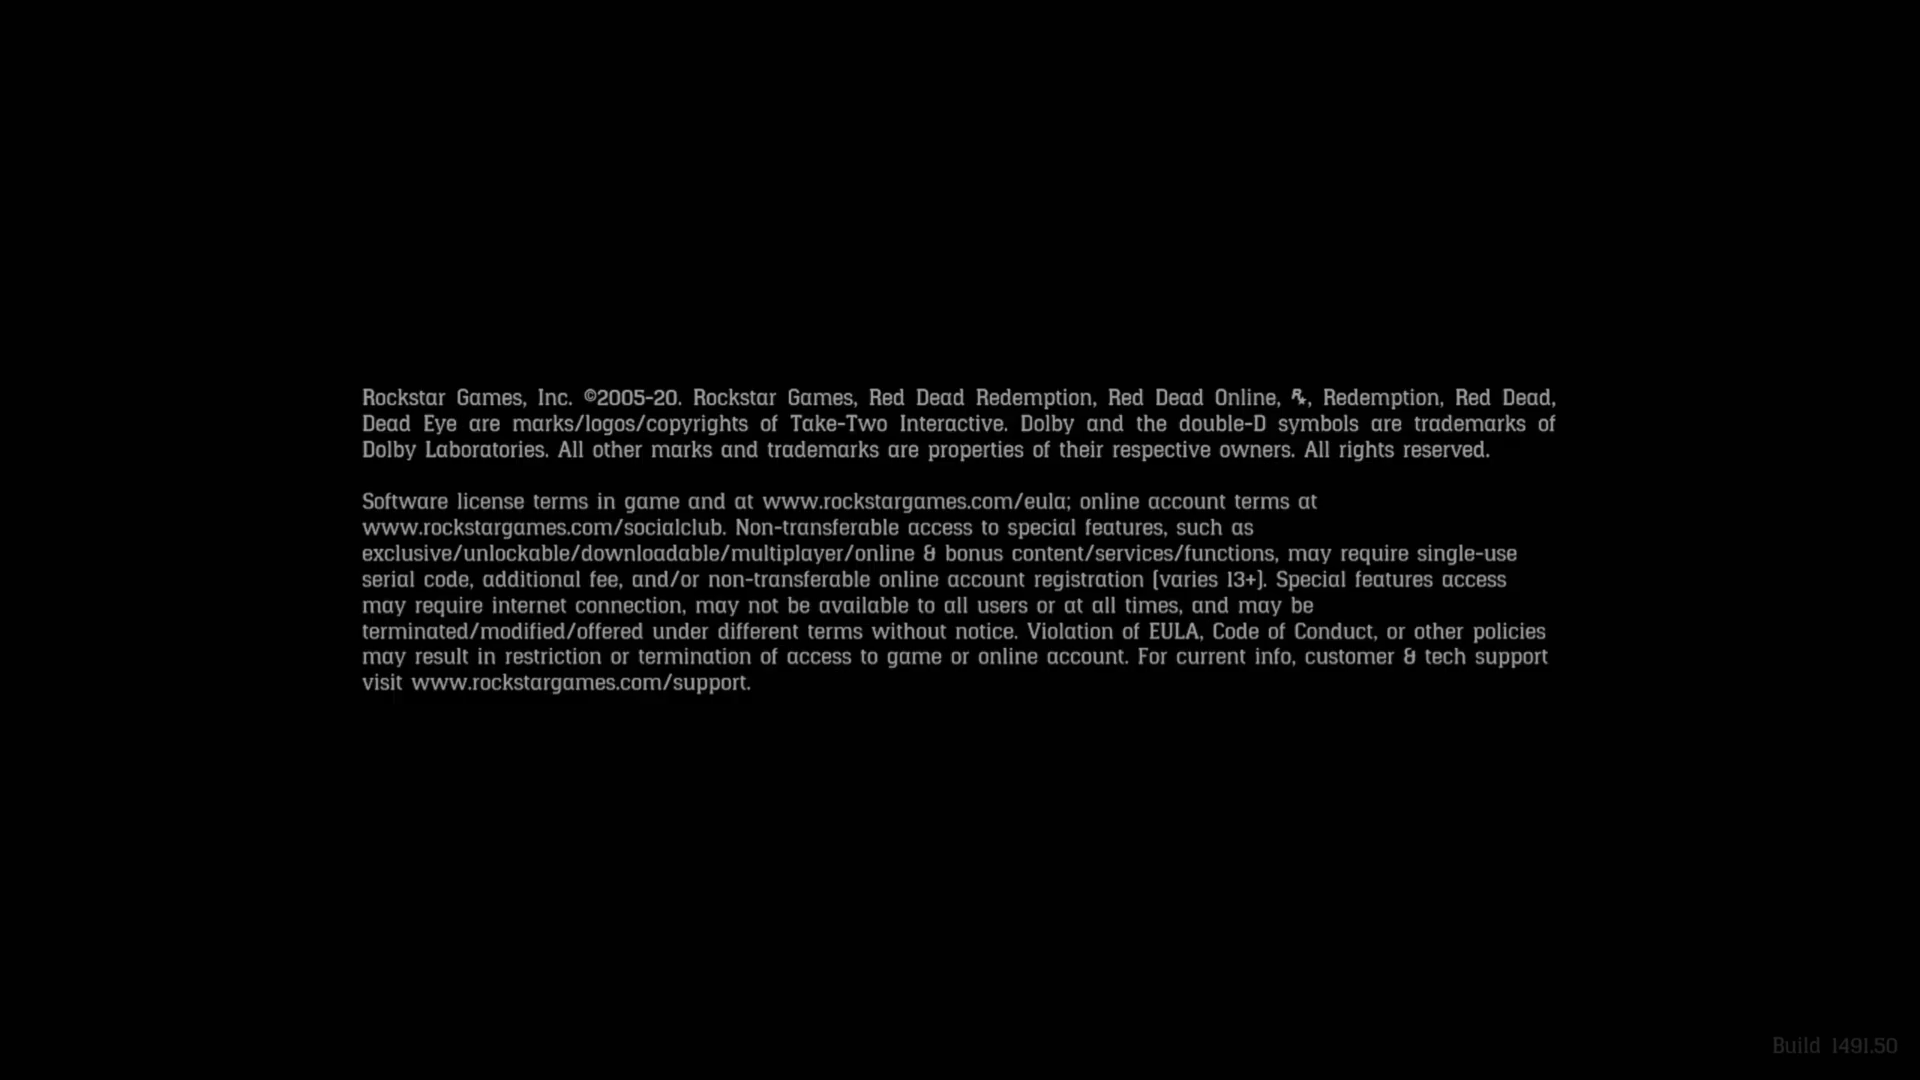 Rockstar Games, Inc. ©2005-20. Rockstar Games, Red Dead Redemption, Red Dead Online, R★, Redemption, Red Dead,
Dead Eye are marks/logos/copyrights of Take-Two Interactive. Dolby and the double-D symbols are trademarks of
Dolby Laboratories. All other marks and trademarks are properties of their respective owners. All rights reserved.
Software license terms in game and at www.rockstargames.com/eula; online account terms at
www.rockstargames.com/socialclub. Non-transferable access to special features, such as
exclusive/unlockable/downloadable/multiplayer/online & bonus content/services/functions, may require single-use
serial code, additional fee, and/or non-transferable online account registration (varies 13+). Special features access
may require internet connection, may not be available to all users or at all times, and may be
terminated/modified/offered under different terms without notice. Violation of EULA, Code of Conduct, or other policies
may result in restriction or termination of access to game or online account. For current info, customer & tech support
visit www.rockstargames.com/support.
Build 1491.50